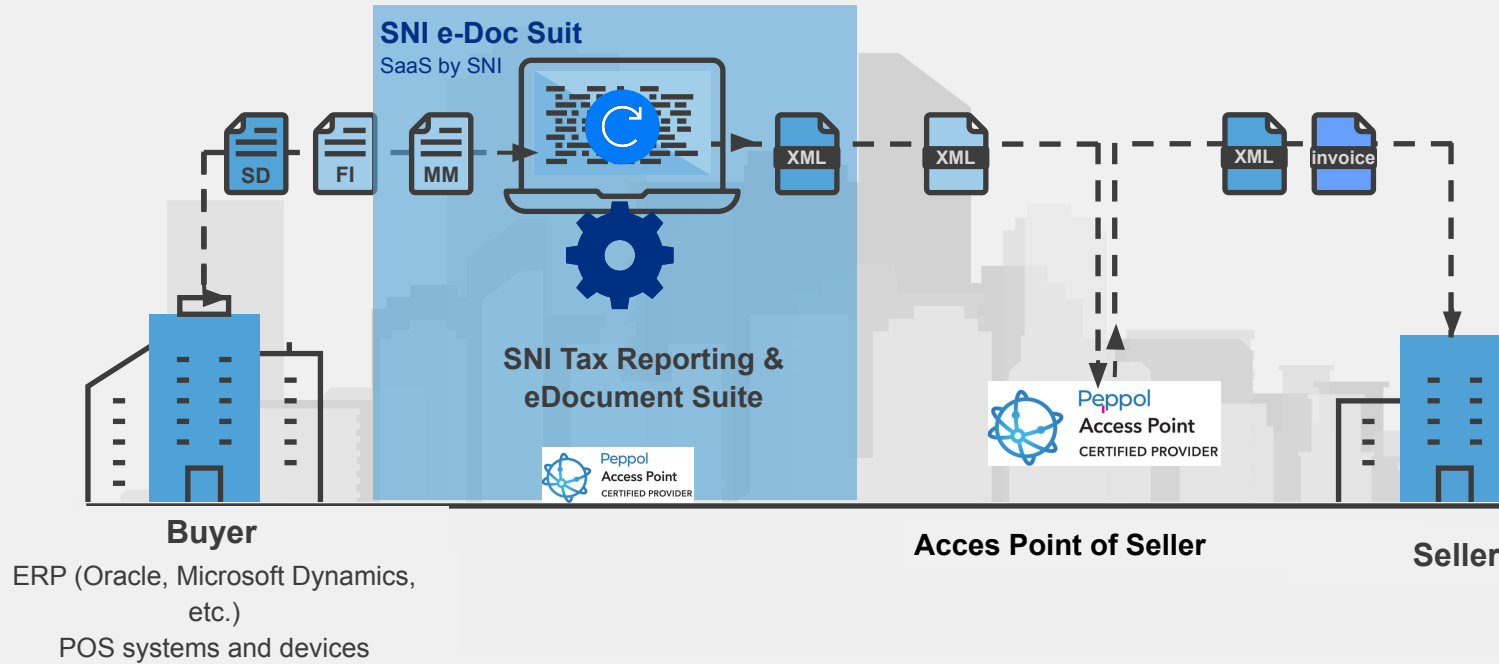 SNI e-Doc Suit
SaaS by SNI
SD
FI
MM
XML
XML
XML
invoice
SNI Tax Reporting &
eDocument Suite
Peppol
Access Point
CERTIFIED PROVIDER
Peppol
Access Point
CERTIFIED PROVIDER
Buyer
ERP (Oracle, Microsoft Dynamics,
etc.)
POS systems and devices
Acces Point of Seller
Seller